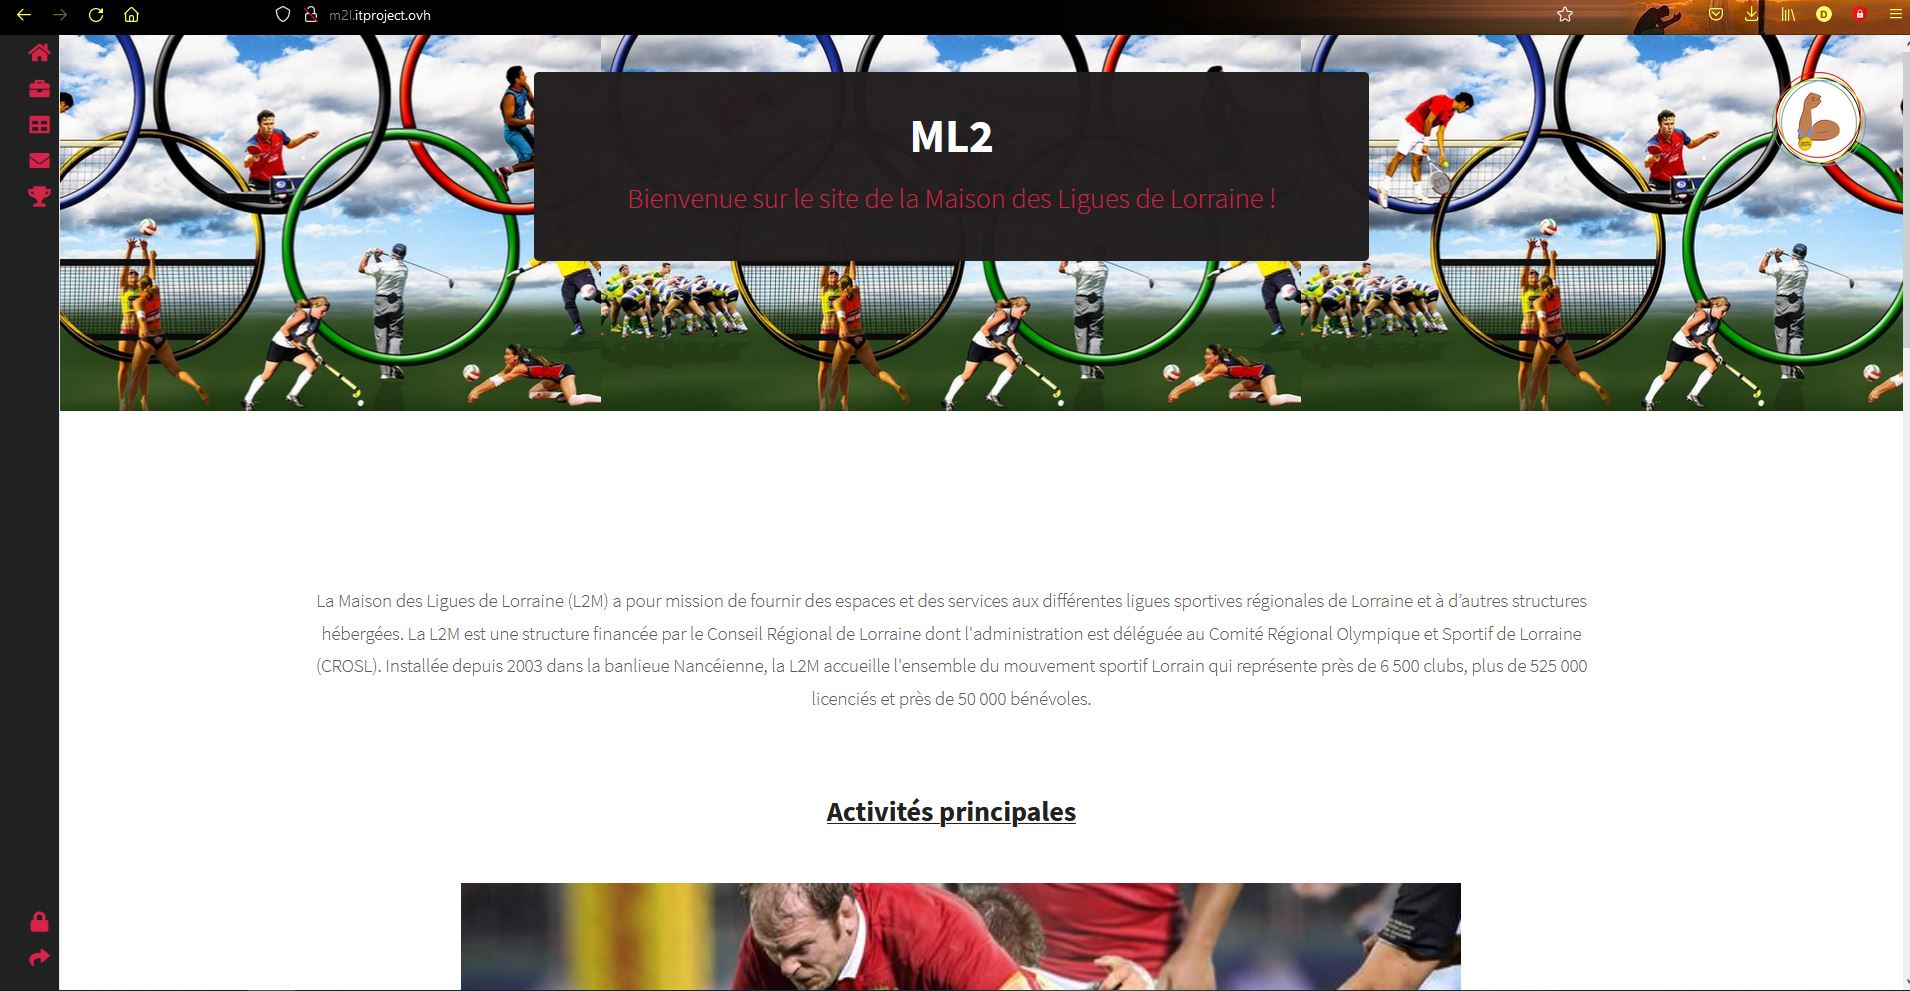 m2l.itproject.ovh
ML2
Bienvenue sur le site de la Maison des Ligues de Lorraine !
La Maison des Ligues de Lorraine (L2M) a pour mission de fournir des espaces et des services aux différentes ligues sportives régionales de Lorraine et à d’autres structures
hébergées. La L2M est une structure financée par le Conseil Régional de Lorraine dont l'administration est déléguée au Comité Régional Olympique et Sportif de Lorraine
(CROSL). Installée depuis 2003 dans la banlieue Nancéienne, la L2M accueille l'ensemble du mouvement sportif Lorrain qui représente près de 6 500 clubs, plus de 525 000
licenciés et près de 50 000 bénévoles.
Activités principales